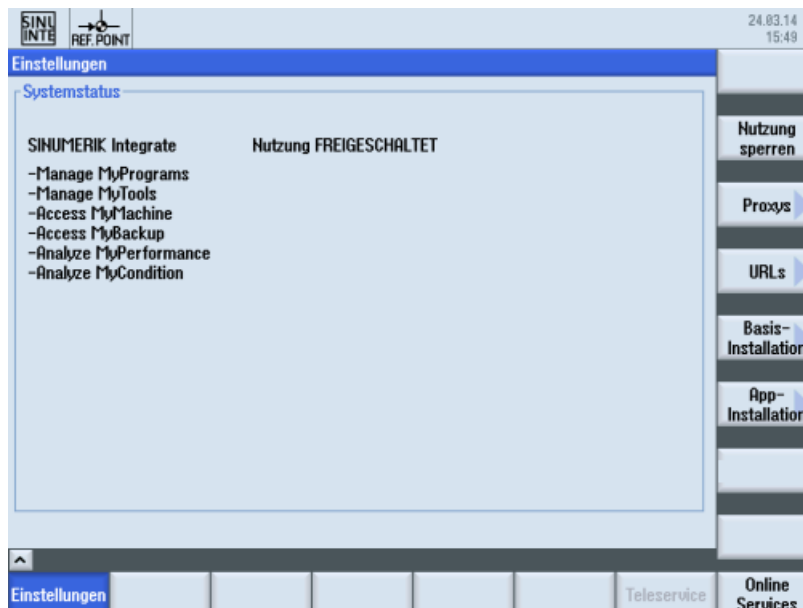 SINU
INTE
REF. POINT
24.03.14
15:49
Einstellungen
Systemstatus
SINUMERIK Integrate Nutzung FREIGESCHALTET
-Manage MyPrograms
-Manage MyTools
-Access MyMachine
-Access MyBackup
-Analyze MyPerformance
-Analyze MyCondition
Nutzung
sperren
Proxys
URLs
Basis-
Installation
App-
Installation
Einstellungen
Teleservice
Online
Services